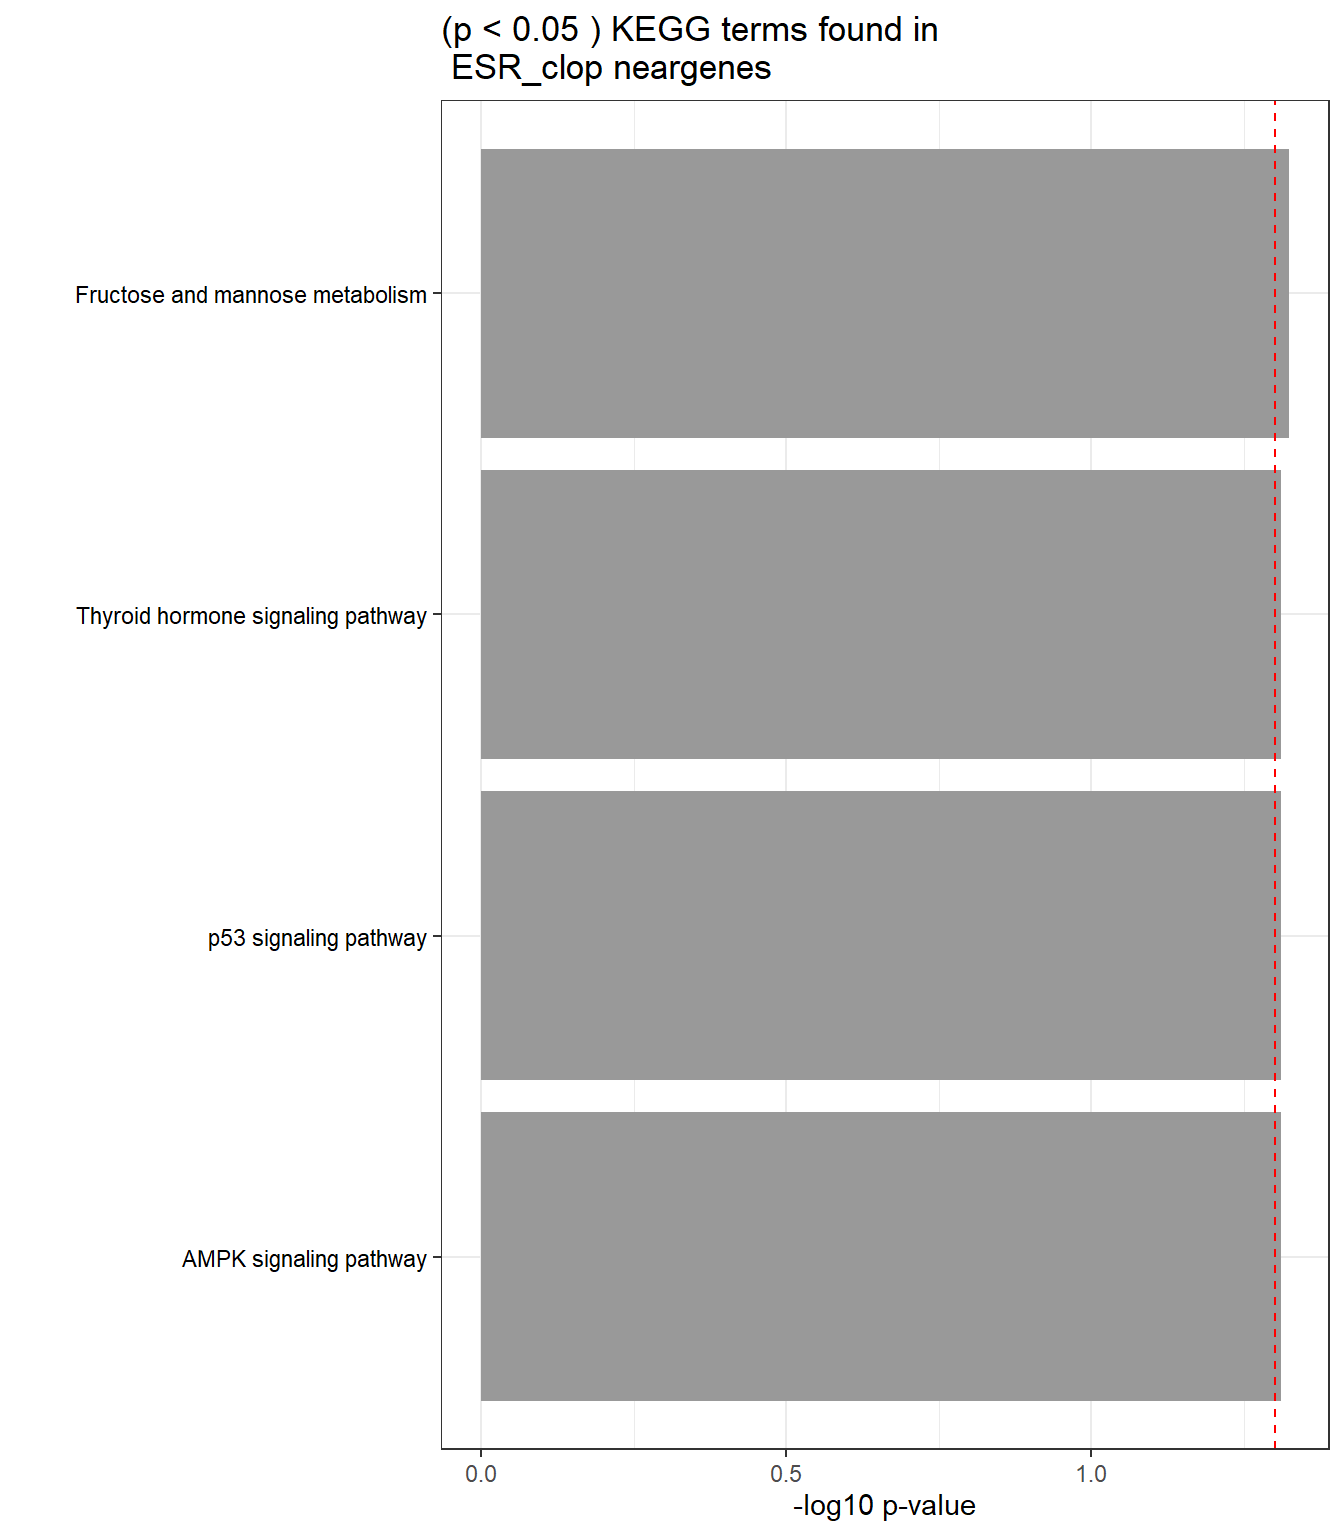 (p < 0.05 ) KEGG terms found in
ESR_clop neargenes
Fructose and mannose metabolism
Thyroid hormone signaling pathway
p53 signaling pathway
AMPK signaling pathway
0.0 0.5 1.0
-log10 p-value